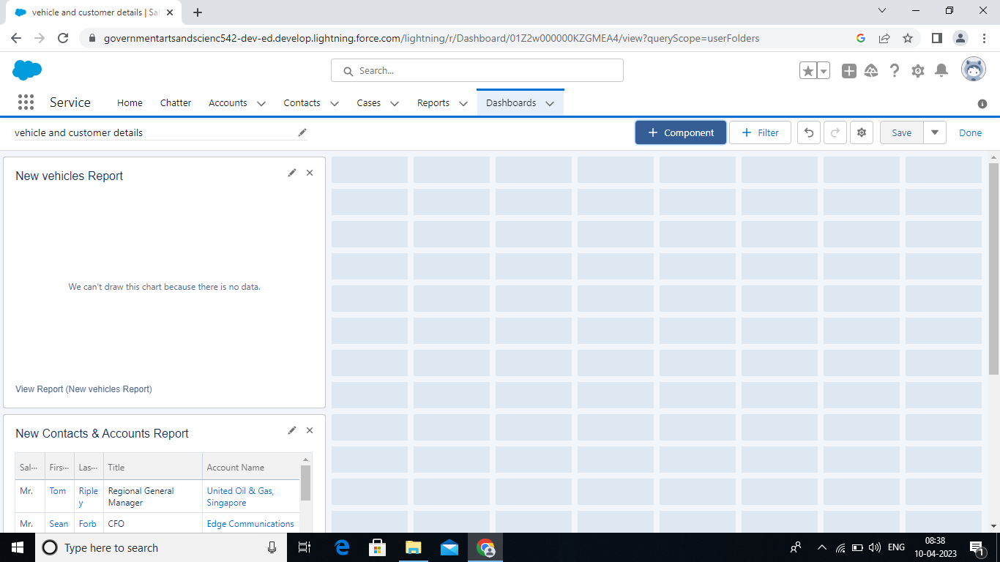 vehicle and customer details | Sal
governmentartsandscienc542-dev-ed.develop.lightning.force.com/lightning/r/Dashboard/01Z2w000000KZGMEA4/view?queryScope=userFolders
Search...
Service Home Chatter Accounts Contacts Cases Reports Dashboards
vehicle and customer details + Component + Filter Save Done
New vehicles Report
We can't draw this chart because there is no data.
View Report (New vehicles Report)
New Contacts & Accounts Report
Sal... Firs... Las... Title Account Name
Mr. Tom Riple Regional General United Oil & Gas,
y Manager Singapore
Mr. Sean Forb CFO Edge Communications
Type here to search ENG 08:38
10-04-2023 1